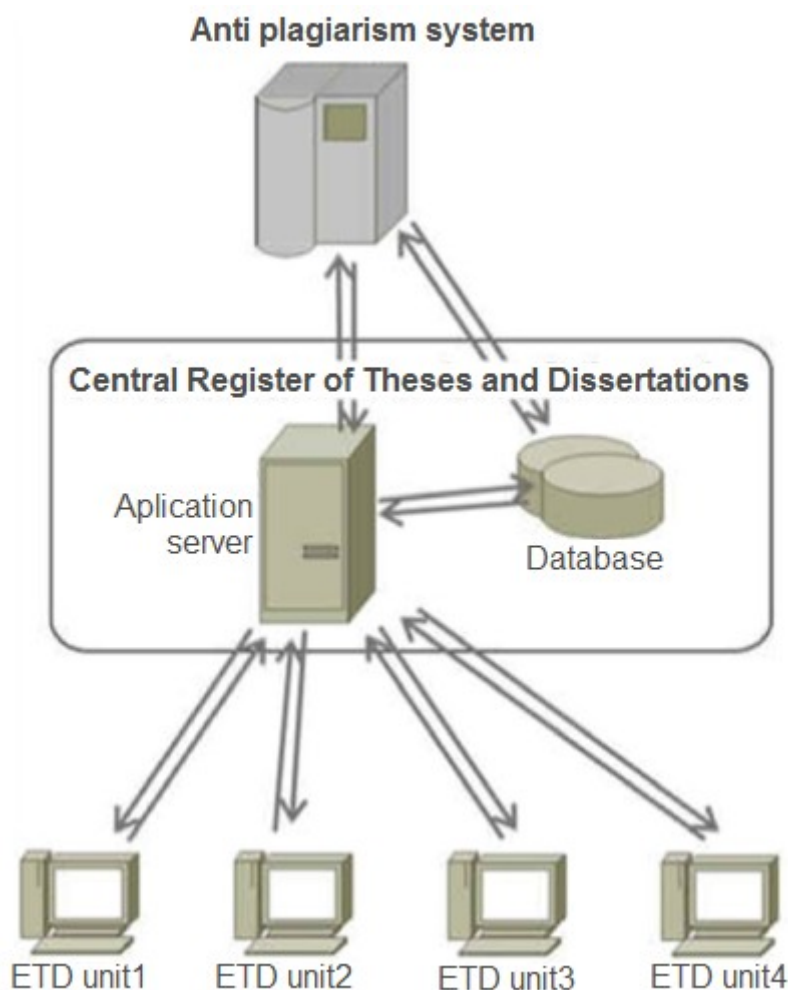 Anti plagiarism system
Central Register of Theses and Dissertations
Aplication
server
Database
ETD unit1
ETD unit2
ETD unit3
ETD unit4